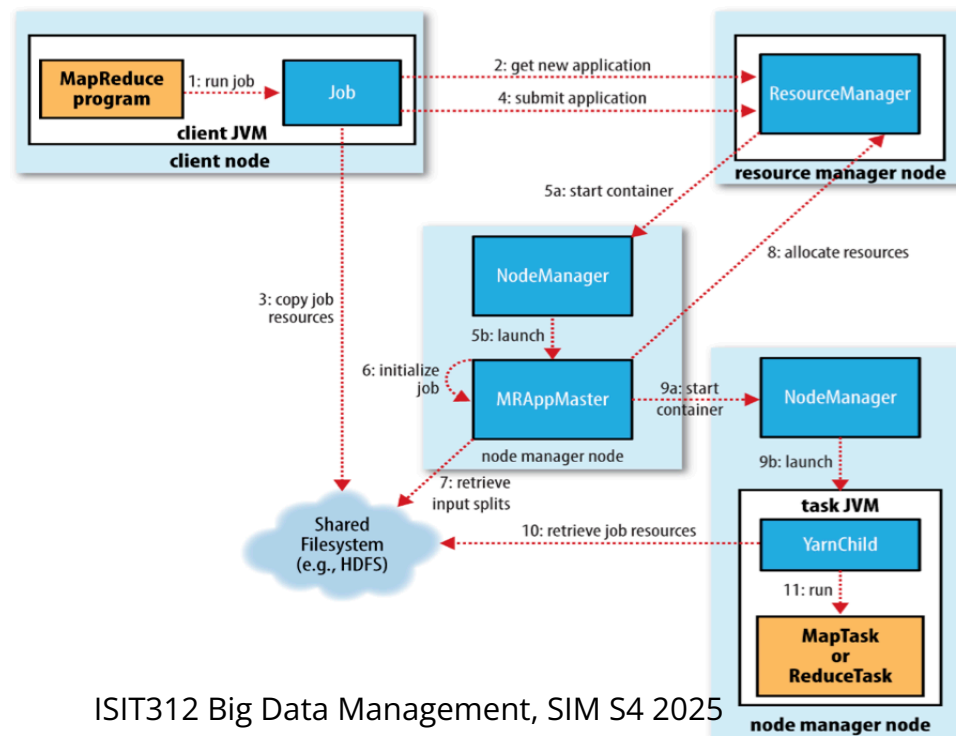 MapReduce
program
1: run job
Job
client JVM
client node
2: get new application
4: submit application
ResourceManager
resource manager node
5a: start container
8: allocate resources
3: copy job
resources
NodeManager
5b: launch
6: initialize
job
MRAppMaster
node manager node
9a: start
container
NodeManager
9b: launch
7: retrieve
input splits
Shared
Filesystem
(e.g., HDFS)
10: retrieve job resources
task JVM
YarnChild
11: run
MapTask
or
ReduceTask
node manager node
ISIT312 Big Data Management, SIM S4 2025